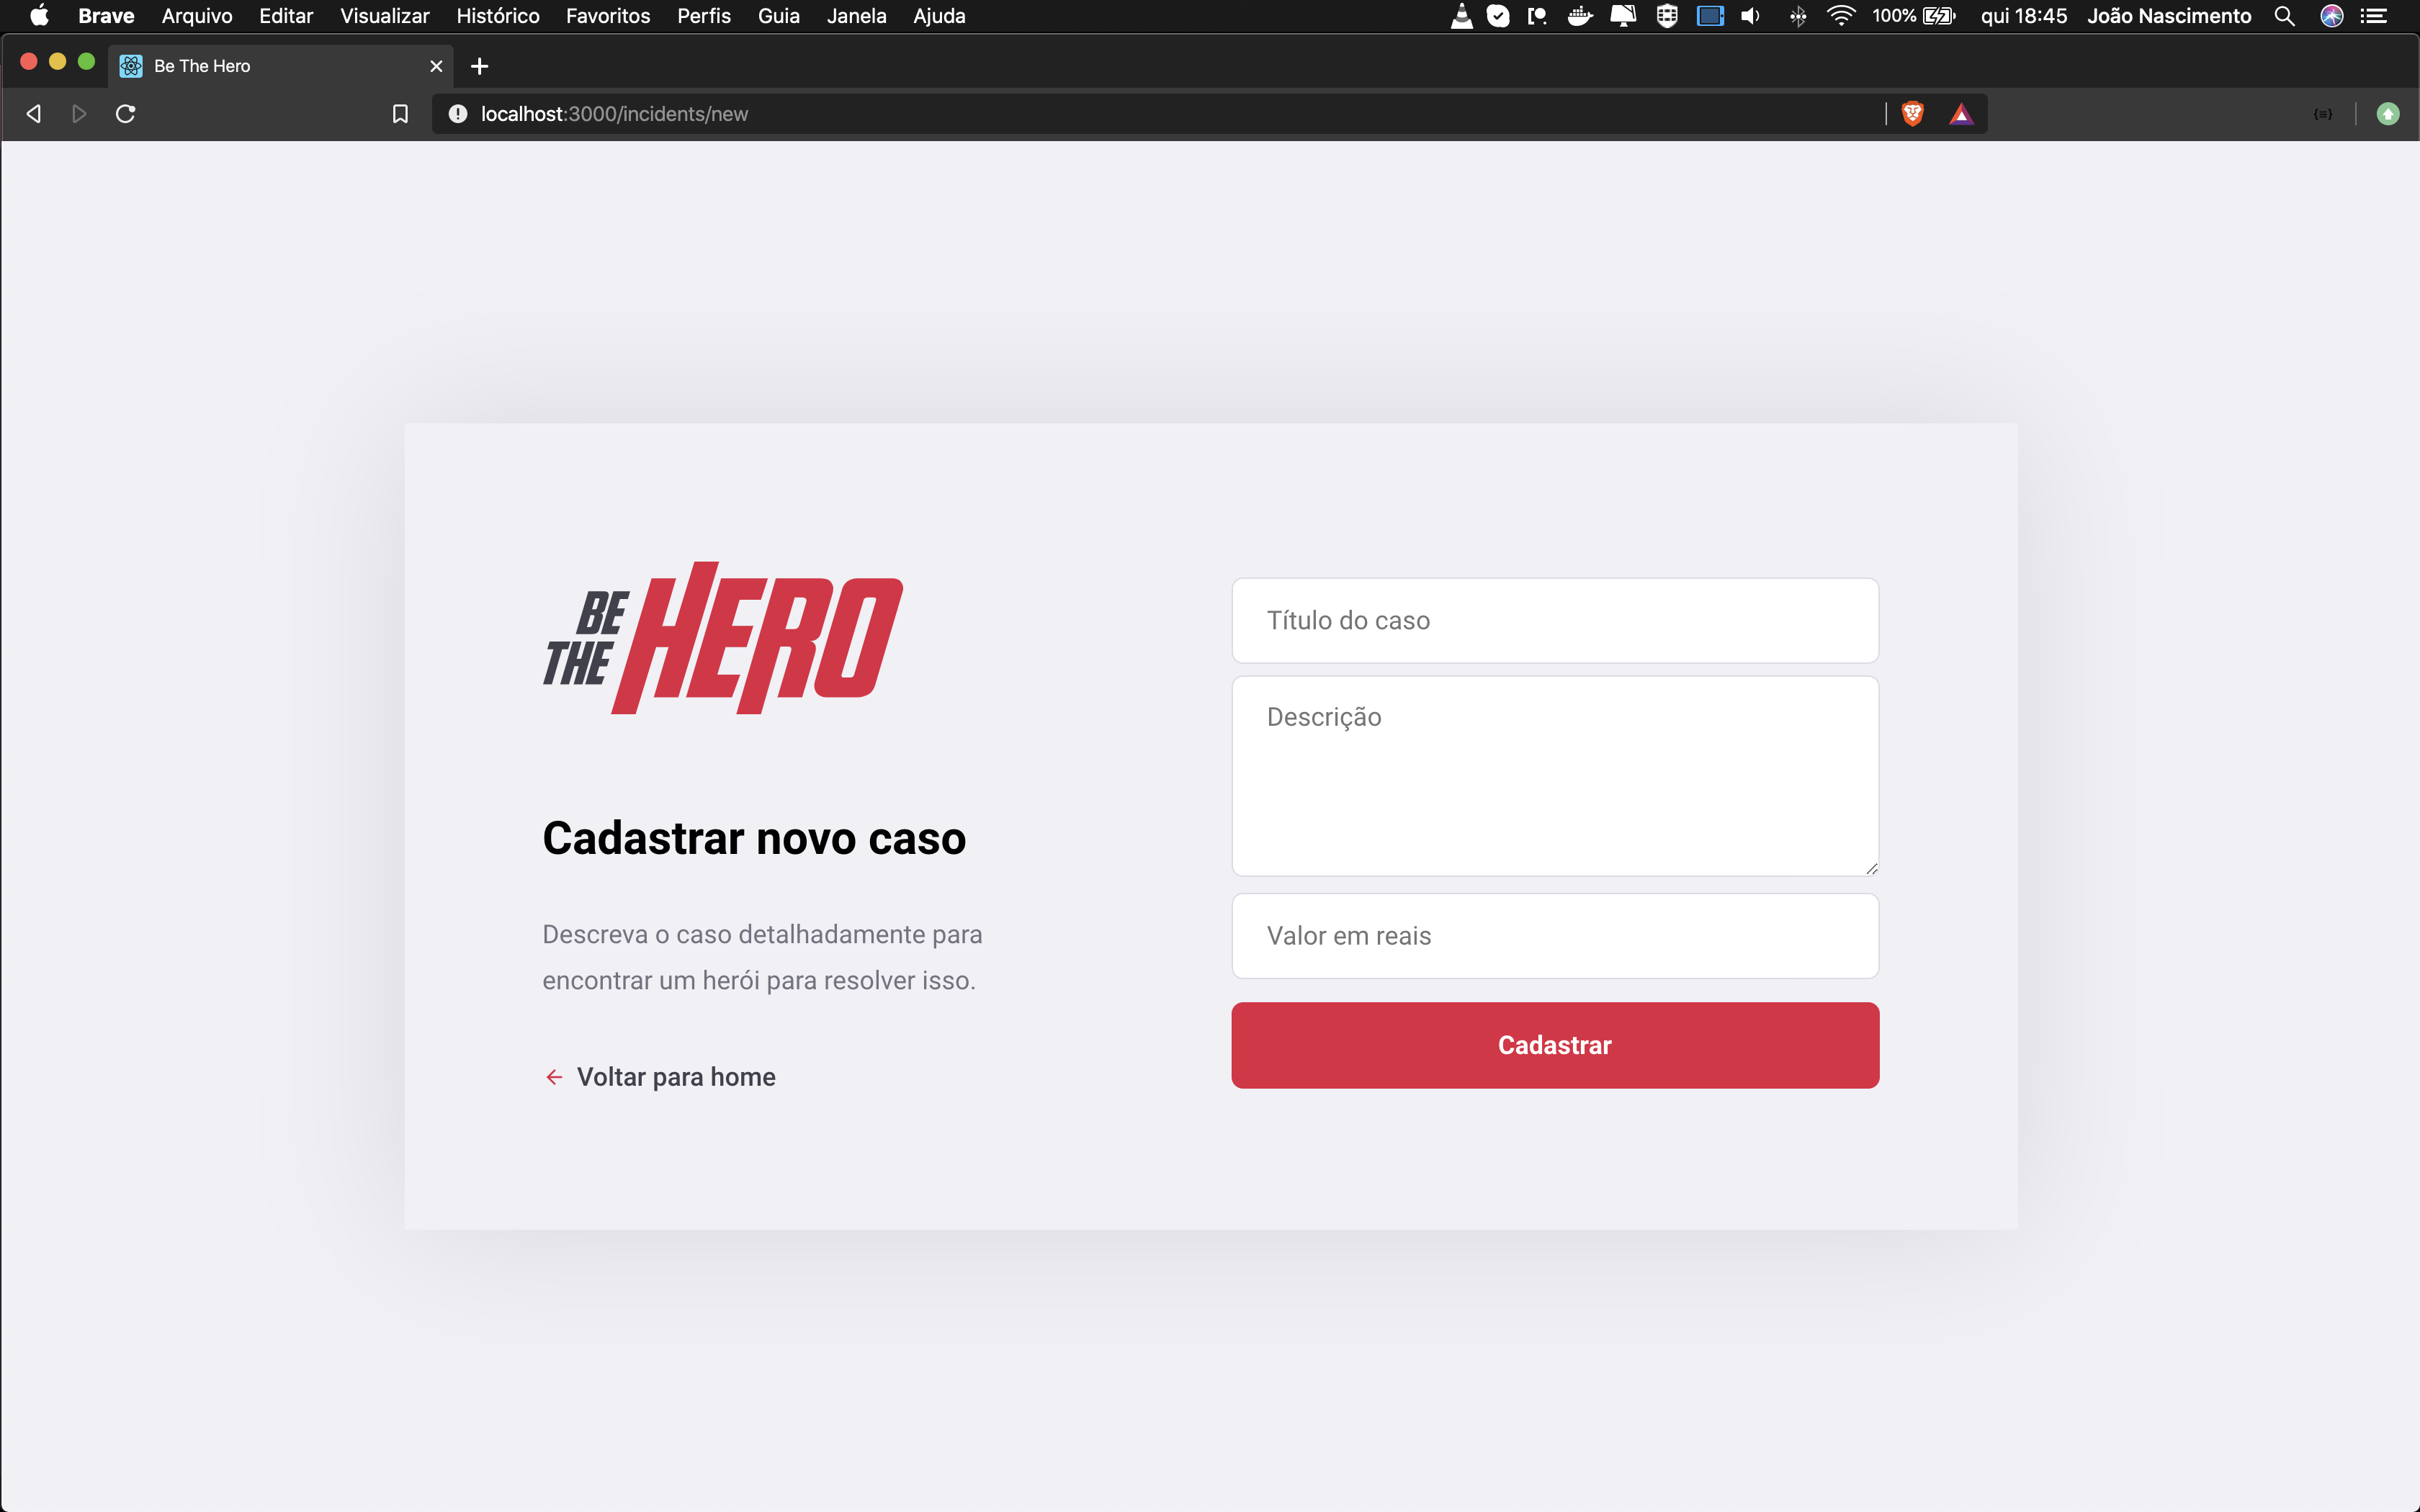 Brave Arquivo Editar Visualizar Histórico Favoritos Perfis Guia Janela Ajuda 100% qui 18:45 João Nascimento
Be The Hero
localhost:3000/incidents/new
BE
THE
HERO
Cadastrar novo caso
Descreva o caso detalhadamente para
encontrar um herói para resolver isso.
Voltar para home
Título do caso
Descrição
Valor em reais
Cadastrar